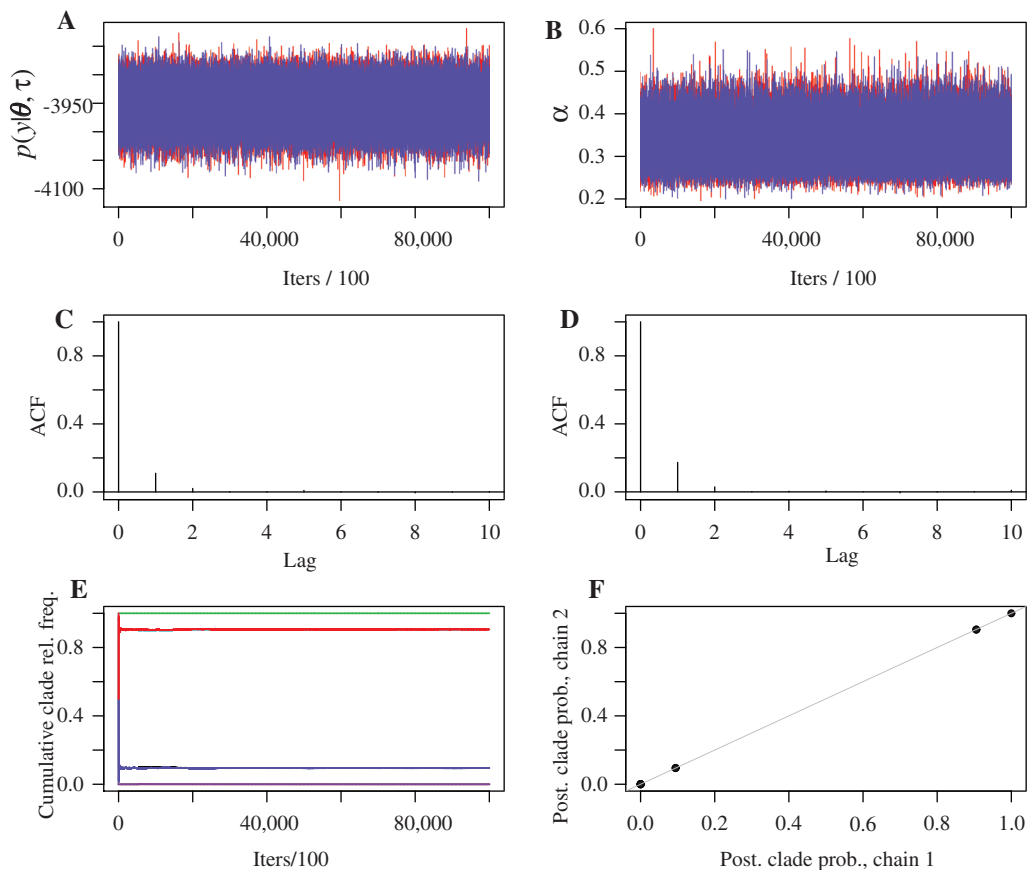 A
p(y|θ, τ)
-3950
-4100
0
40,000
80,000
Iters / 100
B
α
0.6
0.5
0.4
0.3
0.2
0
40,000
80,000
Iters / 100
C
ACF
0.8
0.4
0.0
0 2 4 6 8 10
Lag
D
ACF
0.8
0.4
0.0
0 2 4 6 8 10
Lag
E
Cumulative clade rel. freq.
0.8
0.4
0.0
0
40,000
80,000
Iters/100
F
Post. clade prob., chain 2
0.8
0.4
0.0
0.0 0.2 0.4 0.6 0.8 1.0
Post. clade prob., chain 1